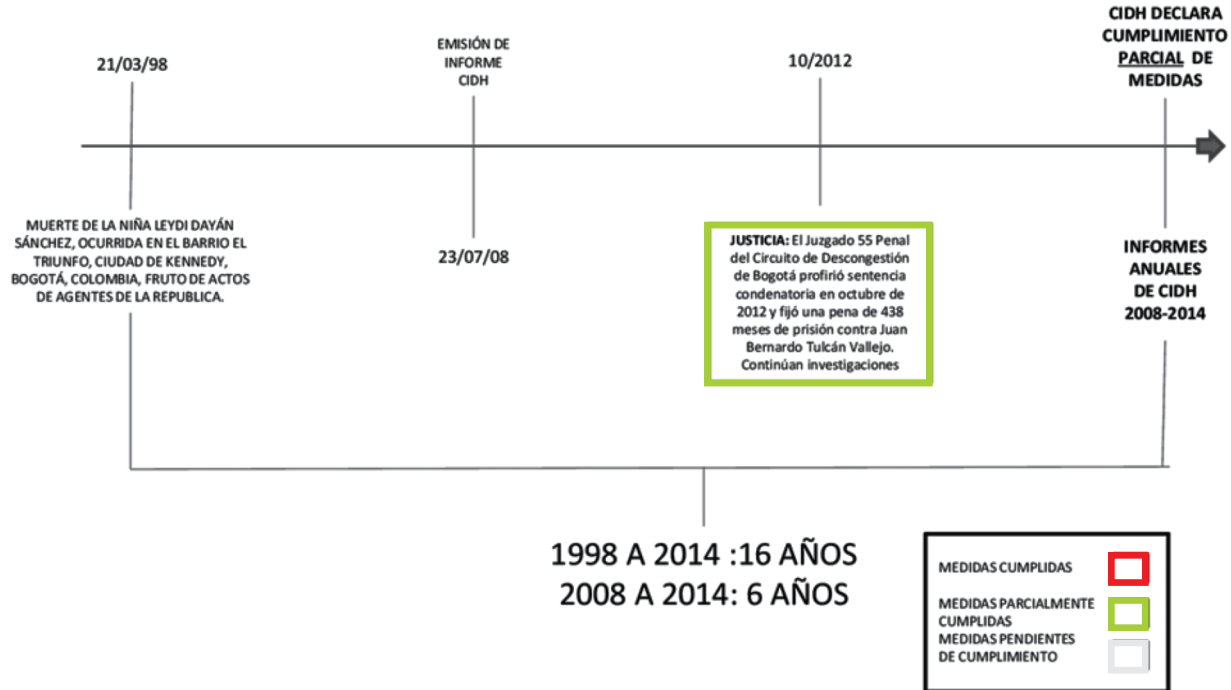 21/03/98
MUERTE DE LA NIÑA LEYDI DAYÁN
SÁNCHEZ, OCURRIDA EN EL BARRIO EL
TRIUNFO, CIUDAD DE KENNEDY,
BOGOTÁ, COLOMBIA, FRUTO DE ACTOS
DE AGENTES DE LA REPUBLICA.
EMISIÓN DE
INFORME
CIDH
23/07/08
10/2012
JUSTICIA: El Juzgado 55 Penal
del Circuito de Descongestión
de Bogotá profirió sentencia
condenatoria en octubre de
2012 y fijó una pena de 438
meses de prisión contra Juan
Bernardo Tulcán Vallejo.
Continúan investigaciones
CIDH DECLARA
CUMPLIMIENTO
PARCIAL DE
MEDIDAS
INFORMES
ANUALES
DE CIDH
2008-2014
1998 A 2014 :16 AÑOS
2008 A 2014: 6 AÑOS
MEDIDAS CUMPLIDAS
MEDIDAS PARCIALMENTE
CUMPLIDAS
MEDIDAS PENDIENTES
DE CUMPLIMIENTO